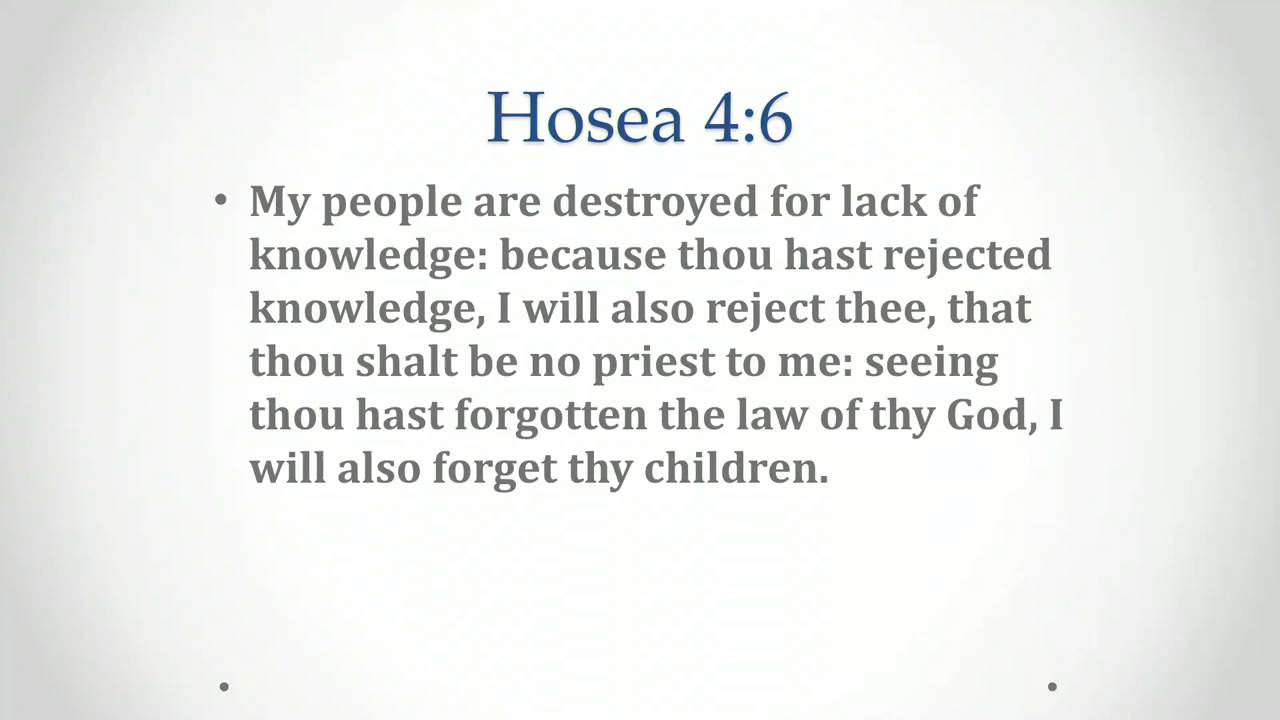 Hosea 4:6
• My people are destroyed for lack of
knowledge: because thou hast rejected
knowledge, I will also reject thee, that
thou shalt be no priest to me: seeing
thou hast forgotten the law of thy God, I
will also forget thy children.